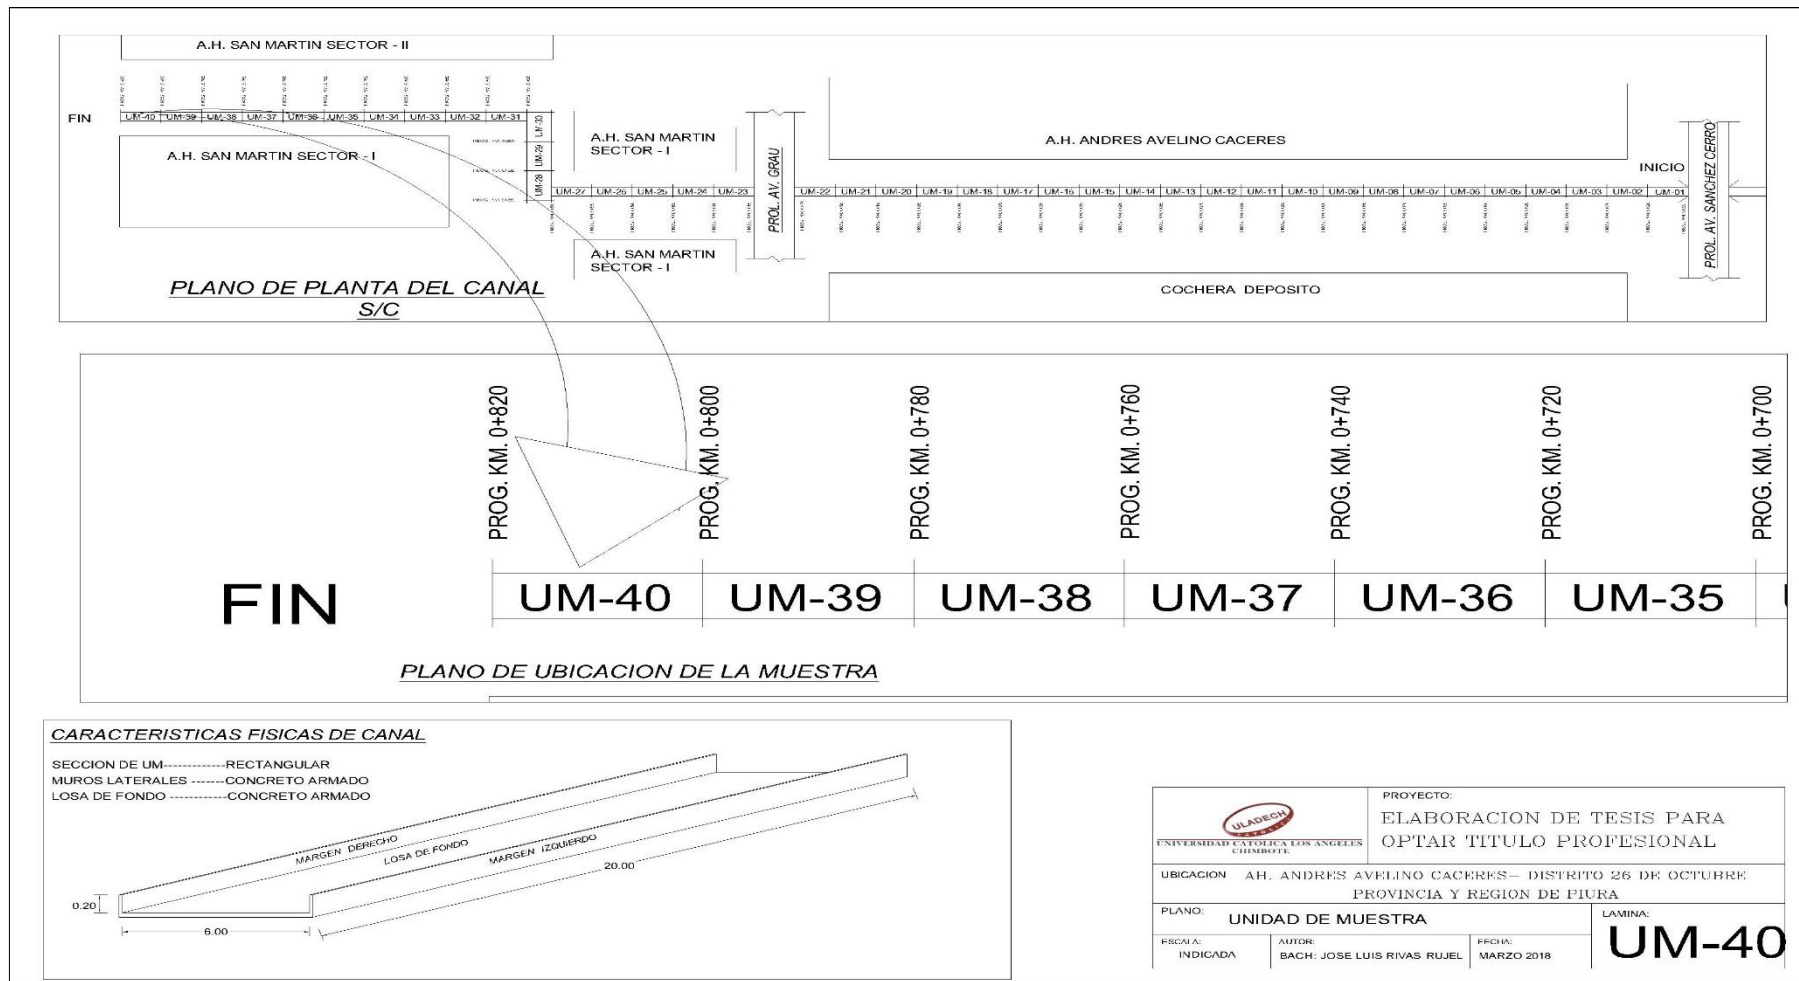 A.H. SAN MARTIN SECTOR - II
FIN
UM-40 UM-39 UM-38 UM-37 UM-36 UM-35 UM-34 UM-33 UM-32 UM-31
UM-30
UM-29
UM-28
A.H. SAN MARTIN SECTOR - I
A.H. SAN MARTIN
SECTOR - I
PROL. AV. GRAU
A.H. ANDRES AVELINO CACERES
INICIO
PROL. AV. SANCHEZ CERRO
UM-27 UM-26 UM-25 UM-24 UM-23
UM-22 UM-21 UM-20 UM-19 UM-18 UM-17 UM-16 UM-15 UM-14 UM-13 UM-12 UM-11 UM-10 UM-09 UM-08 UM-07 UM-06 UM-05 UM-04 UM-03 UM-02 UM-01
A.H. SAN MARTIN
SECTOR - I
COCHERA DEPOSITO
PLANO DE PLANTA DEL CANAL
S/C
PROG. KM. 0+820
PROG. KM. 0+800
PROG. KM. 0+780
PROG. KM. 0+760
PROG. KM. 0+740
PROG. KM. 0+720
PROG. KM. 0+700
FIN
UM-40 UM-39 UM-38 UM-37 UM-36 UM-35
PLANO DE UBICACION DE LA MUESTRA
CARACTERISTICAS FISICAS DE CANAL
SECCION DE UM-----------RECTANGULAR
MUROS LATERALES -------CONCRETO ARMADO
LOSA DE FONDO -----------CONCRETO ARMADO
MARGEN DERECHO
LOSA DE FONDO
MARGEN IZQUIERDO
20.00
0.20
6.00
ULADECH
CATOLICA
UNIVERSIDAD CATOLICA LOS ANGELES
CHIMBOTE
PROYECTO:
ELABORACION DE TESIS PARA
OPTAR TITULO PROFESIONAL
UBICACION AH. ANDRES AVELINO CACERES- DISTRITO 26 DE OCTUBRE
PROVINCIA Y REGION DE PIURA
PLANO:
UNIDAD DE MUESTRA
LAMINA:
UM-40
ESCALA:
INDICADA
AUTOR:
BACH: JOSE LUIS RIVAS RUJEL
FECHA:
MARZO 2018